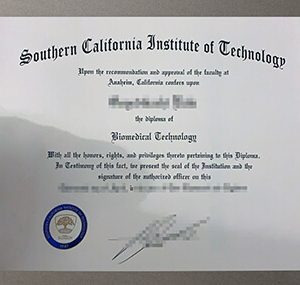 Southern California Institute of Technology
Upon the recommendation and approval of the faculty at
Anaheim, California confers upon
the diploma of
Biomedical Technology
With all the honors, rights, and privileges thereto pertaining to this Diploma.
In Testimony of this fact, we present the seal of the Institution and the
signature of the authorized officer on this